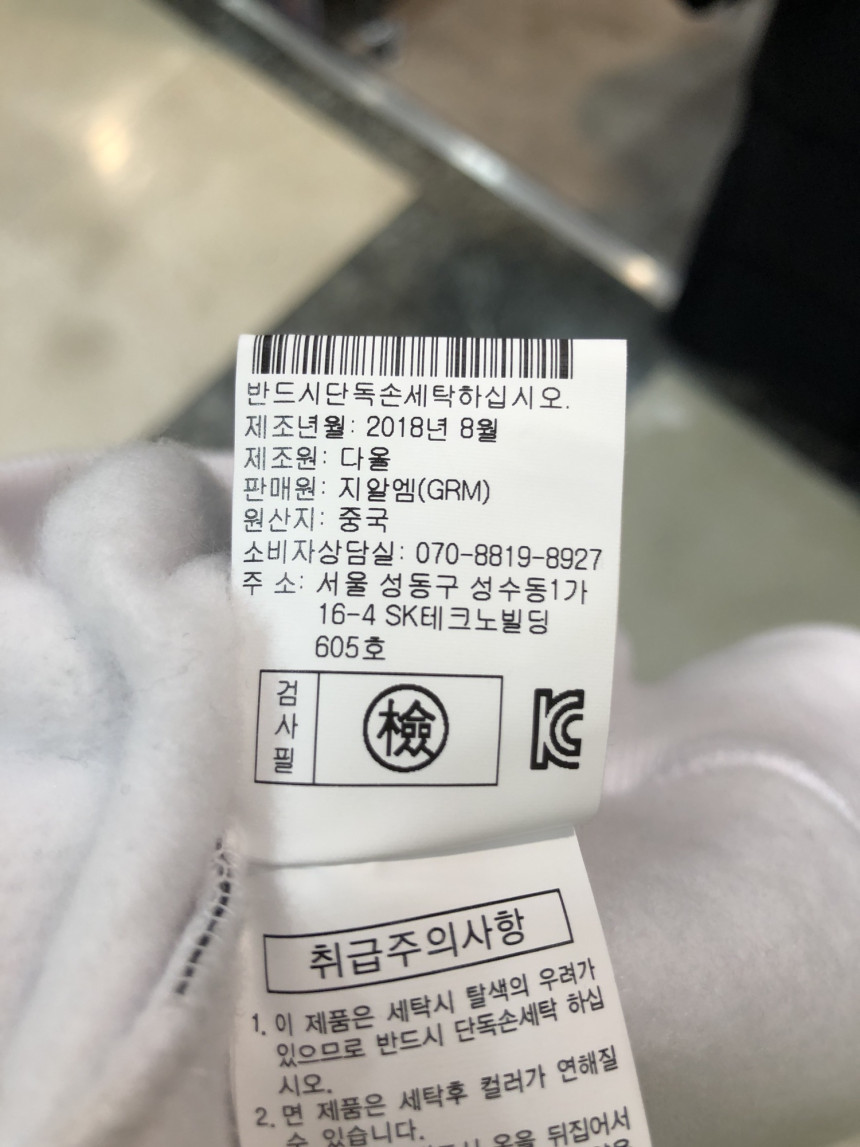 반드시단독손세탁하십시오.
제조년월: 2018년 8월
제조원: 다울
판매원: 지알엠(GRM)
원산지: 중국
소비자상담실: 070-8819-8927
주 소: 서울 성동구 성수동1가
16-4 SK테크노빌딩
605호
검사필
檢
KC
취급주의사항
1. 이 제품은 세탁시 탈색의 우려가
있으므로 반드시 단독손세탁 하십
시오.
2. 면 제품은 세탁후 컬러가 연해질
수 있습니다.
옷을 뒤집어서